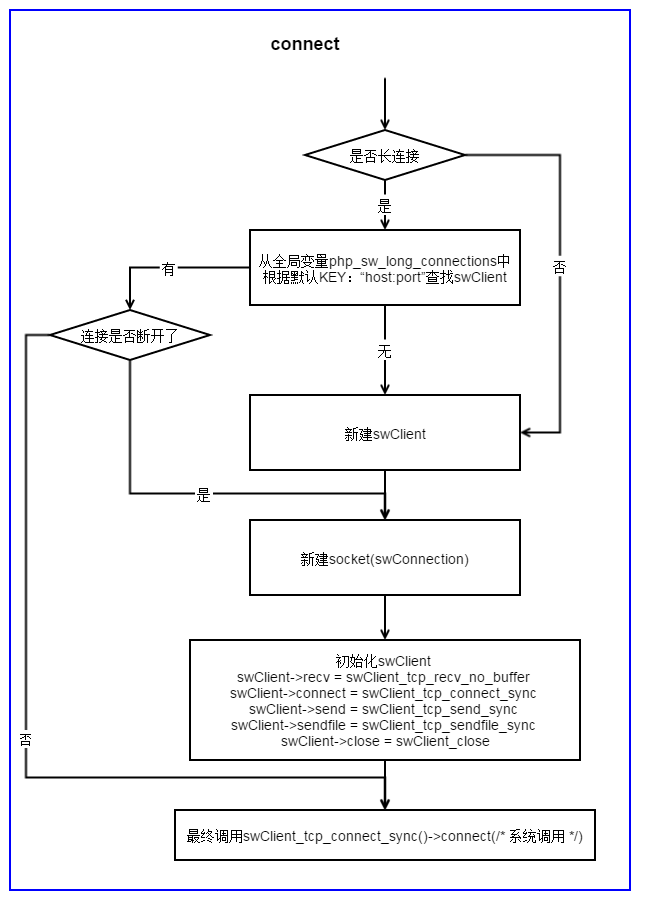 connect
是否长连接
是
从全局变量php_sw_long_connections中
根据默认KEY：“host:port”查找swClient
有
否
连接是否断开了
无
新建swClient
是
新建socket(swConnection)
初始化swClient
swClient->recv = swClient_tcp_recv_no_buffer
swClient->connect = swClient_tcp_connect_sync
swClient->send = swClient_tcp_send_sync
swClient->sendfile = swClient_tcp_sendfile_sync
swClient->close = swClient_close
否
最终调用swClient_tcp_connect_sync()->connect(/* 系统调用 */)